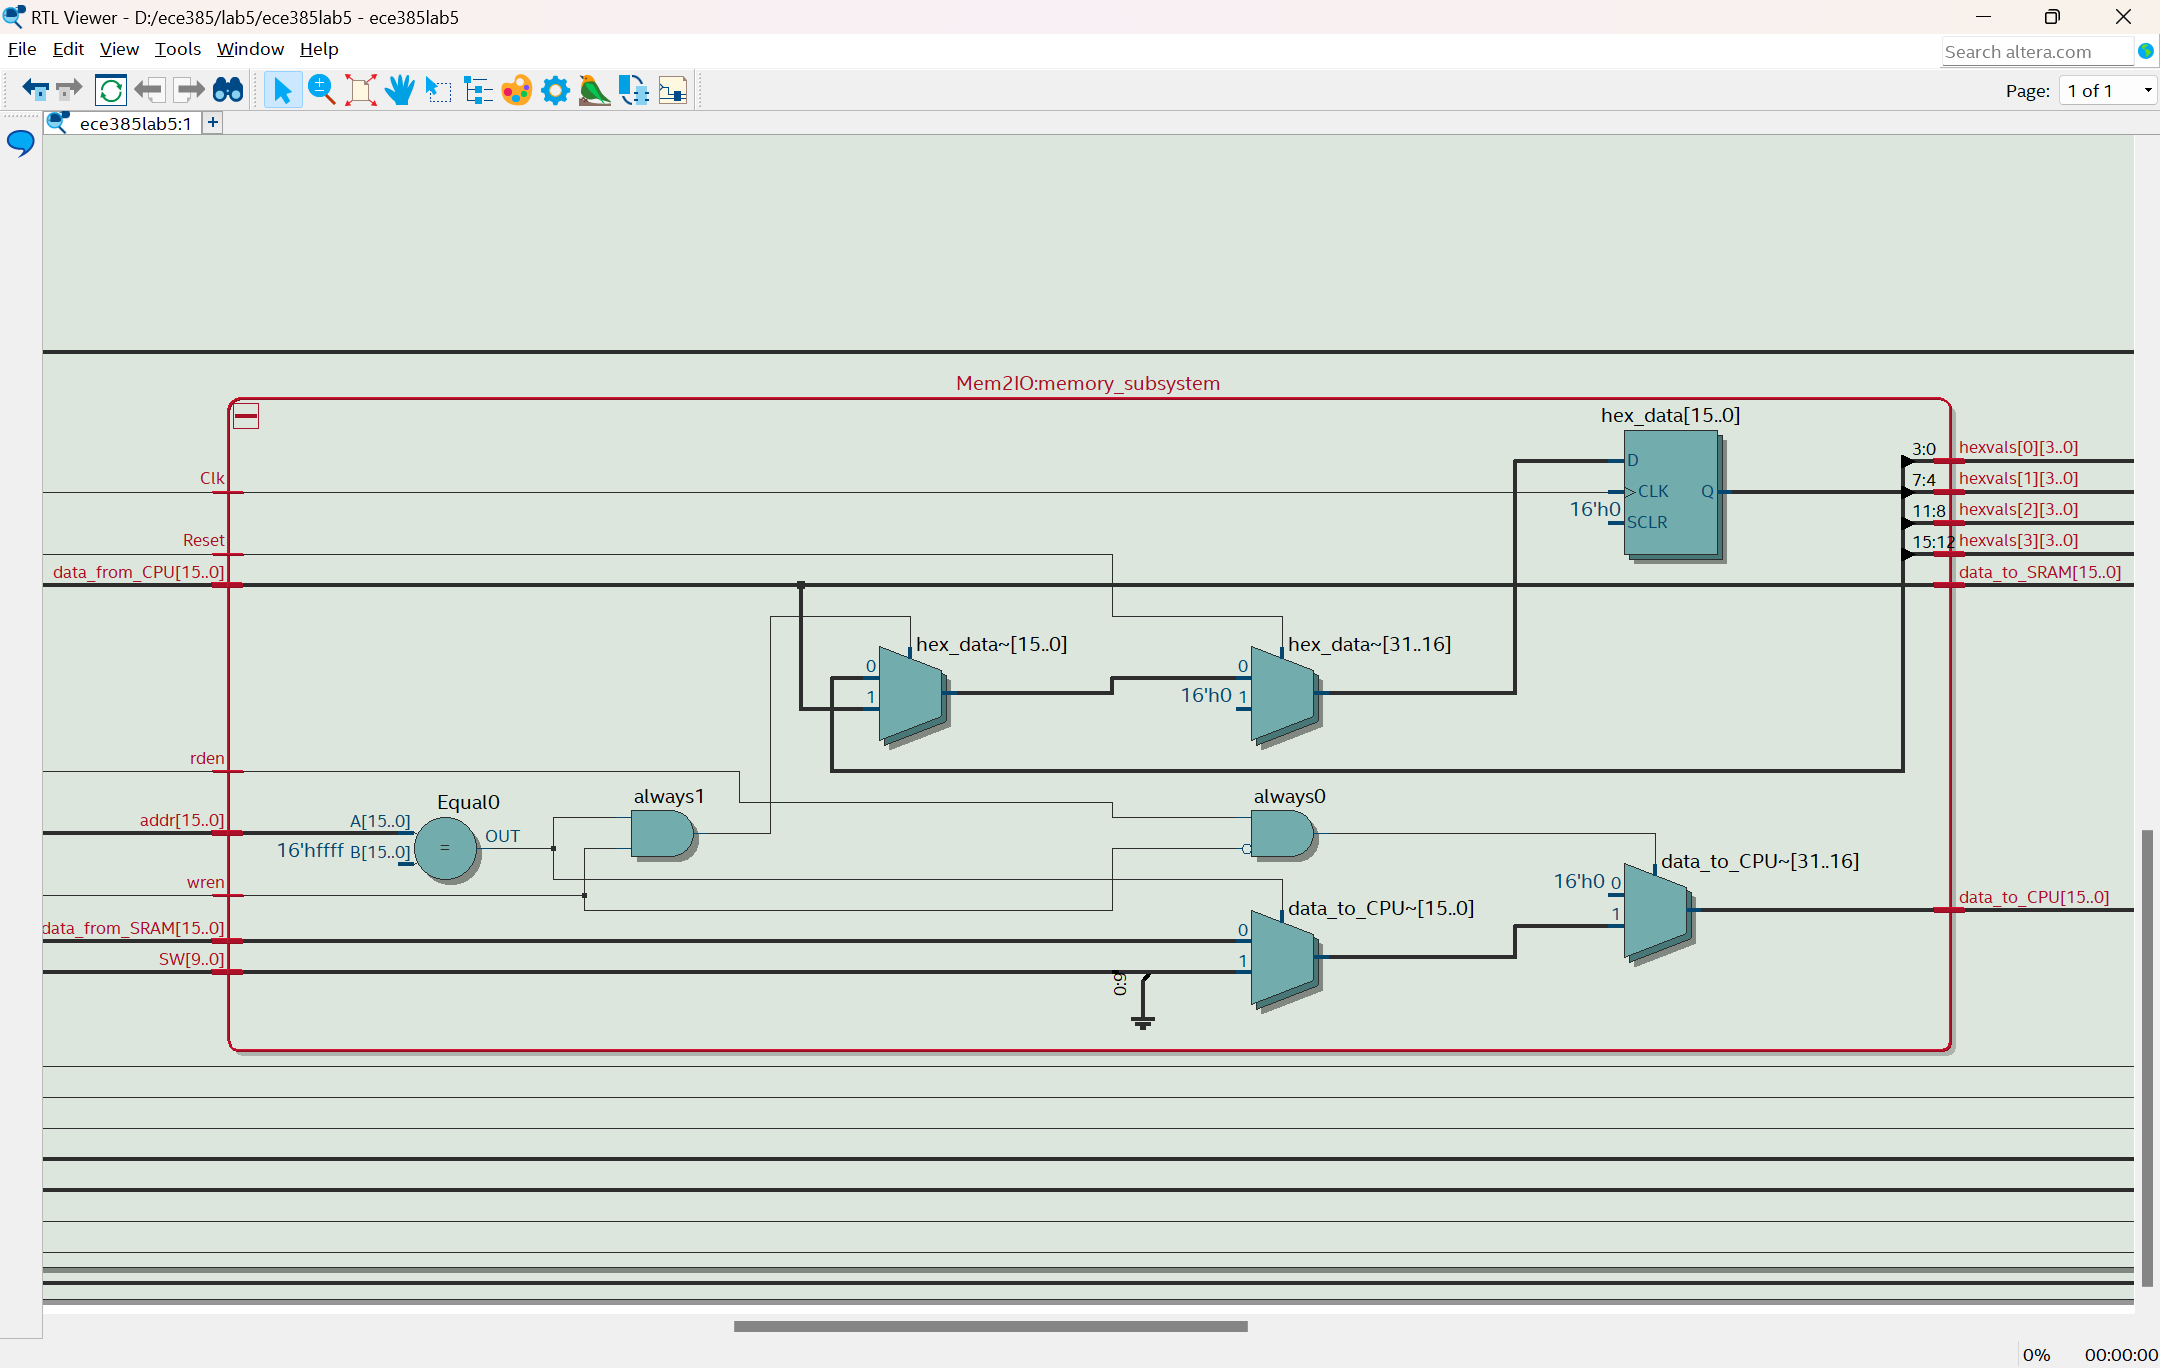 RTL Viewer - D:/ece385/lab5/ece385lab5 - ece385lab5
File Edit View Tools Window Help
Search altera.com
Page: 1 of 1
ece385lab5:1 +
Mem2IO:memory_subsystem
hex_data[15..0]
D
CLK Q
16'h0 SCLR
3:0 hexvals[0][3..0]
7:4 hexvals[1][3..0]
11:8 hexvals[2][3..0]
15:12 hexvals[3][3..0]
data_to_SRAM[15..0]
Clk
Reset
data_from_CPU[15..0]
hex_data~[15..0]
0
1
hex_data~[31..16]
0
16'h0 1
rden
addr[15..0]
Equal0
A[15..0]
16'hffff B[15..0]
=
OUT
always1
always0
wren
data_from_SRAM[15..0]
SW[9..0]
data_to_CPU~[15..0]
0
1
9:0
data_to_CPU~[31..16]
16'h0 0
1
data_to_CPU[15..0]
0% 00:00:00